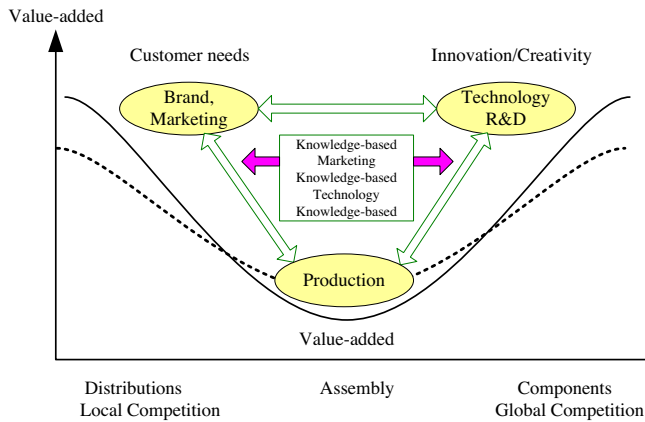 Value-added
Customer needs
Innovation/Creativity
Brand,
Marketing
Technology
R&D
Knowledge-based
Marketing
Knowledge-based
Technology
Knowledge-based
Production
Value-added
Distributions
Local Competition
Assembly
Components
Global Competition